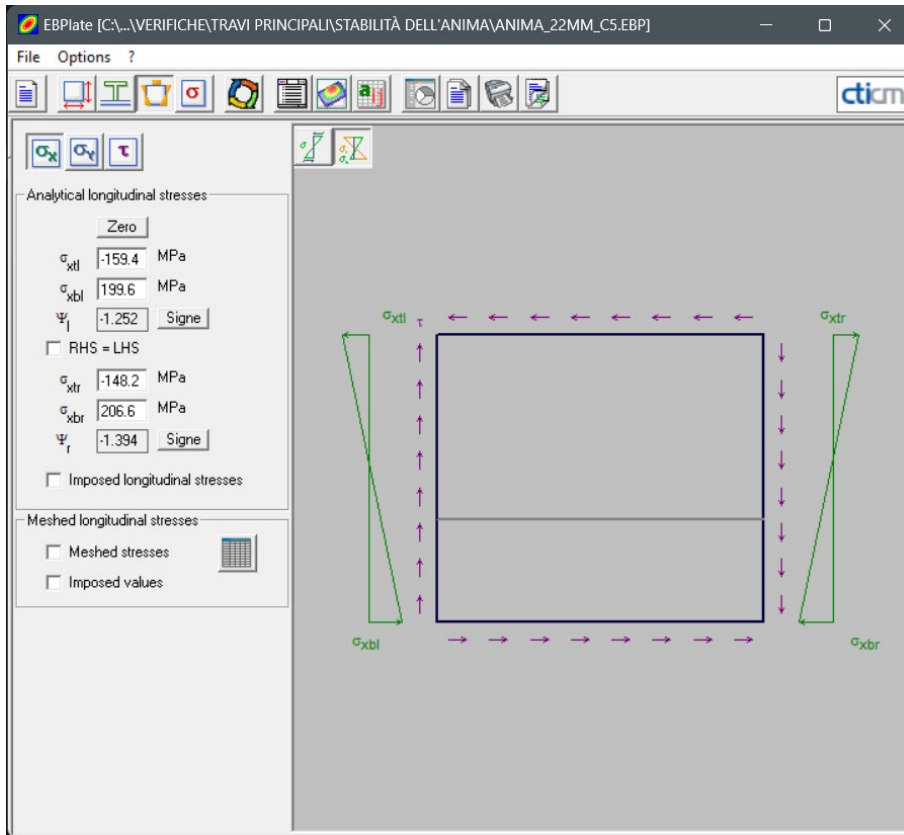 EBPlate [C:\...\VERIFICHE\TRAVI PRINCIPALI\STABILITÀ DELL'ANIMA\ANIMA_22MM_C5.EBP]
File Options ?
σ
cticm
σX σY τ
σ σx
Analytical longitudinal stresses
Zero
σxtl -159.4 MPa
σxbl 199.6 MPa
Ψl -1.252 Signe
RHS = LHS
σxtr -148.2 MPa
σxbr 206.6 MPa
Ψr -1.394 Signe
Imposed longitudinal stresses
Meshed longitudinal stresses
Meshed stresses
Imposed values
σxtl τ σxtr
σxbl σxbr